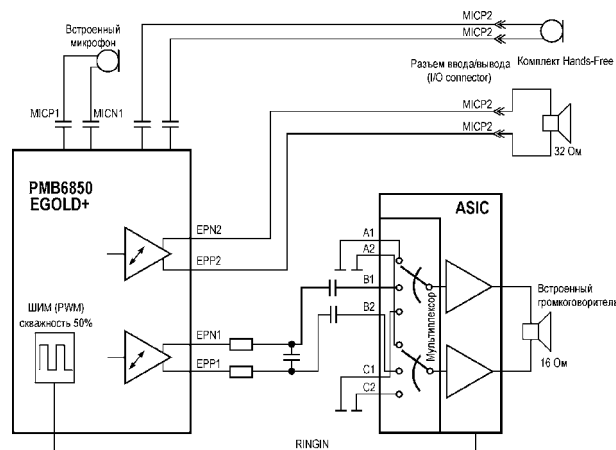 MICP2
Встроенный
микрофон
MICP2
Разъем ввода/вывода
(I/O connector)
Комплект Hands-Free
MICP1
MICN1
MICP2
MICP2
32 Ом
PMB6850
EGOLD+
ASIC
EPN2
EPP2
A1
A2
B1
B2
C1
C2
Мультиплексор
Встроенный
громкоговоритель
16 Ом
ШИМ (PWM)
скважность 50%
EPN1
EPP1
RINGIN